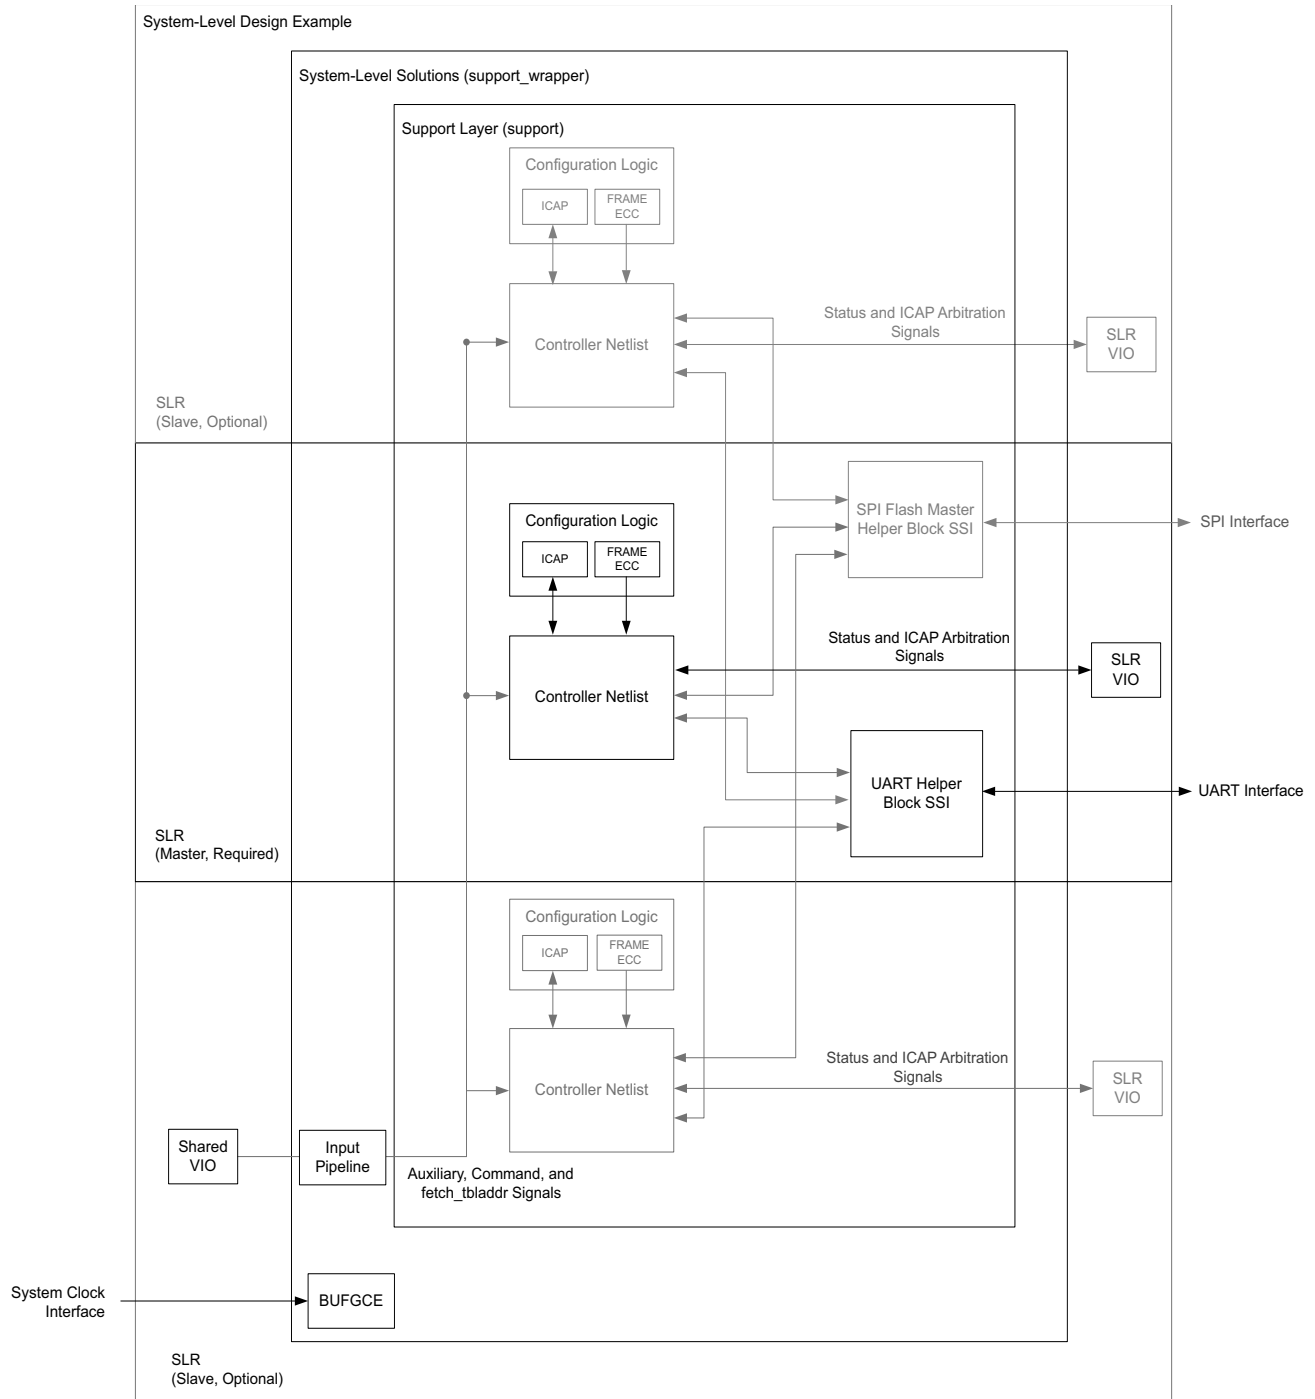 System-Level Design Example
System-Level Solutions (support_wrapper)
Support Layer (support)
Configuration Logic
ICAP
FRAME
ECC
Controller Netlist
Status and ICAP Arbitration
Signals
SLR
VIO
SLR
(Slave, Optional)
Configuration Logic
ICAP
FRAME
ECC
SPI Flash Master
Helper Block SSI
SPI Interface
Controller Netlist
Status and ICAP Arbitration
Signals
SLR
VIO
UART Helper
Block SSI
UART Interface
SLR
(Master, Required)
Configuration Logic
ICAP
FRAME
ECC
Controller Netlist
Status and ICAP Arbitration
Signals
SLR
VIO
Shared
VIO
Input
Pipeline
Auxiliary, Command, and
fetch_tbladdr Signals
System Clock
Interface
BUFGCE
SLR
(Slave, Optional)